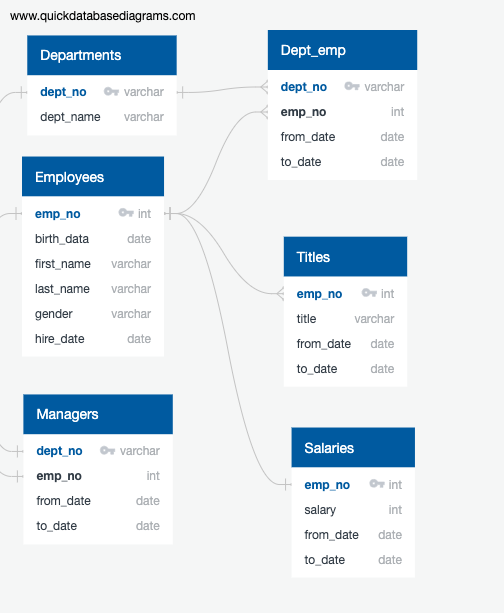 www.quickdatabasediagrams.com
Departments
dept_no varchar
dept_name varchar
Dept_emp
dept_no varchar
emp_no int
from_date date
to_date date
Employees
emp_no int
birth_data date
first_name varchar
last_name varchar
gender varchar
hire_date date
Titles
emp_no int
title varchar
from_date date
to_date date
Managers
dept_no varchar
emp_no int
from_date date
to_date date
Salaries
emp_no int
salary int
from_date date
to_date date